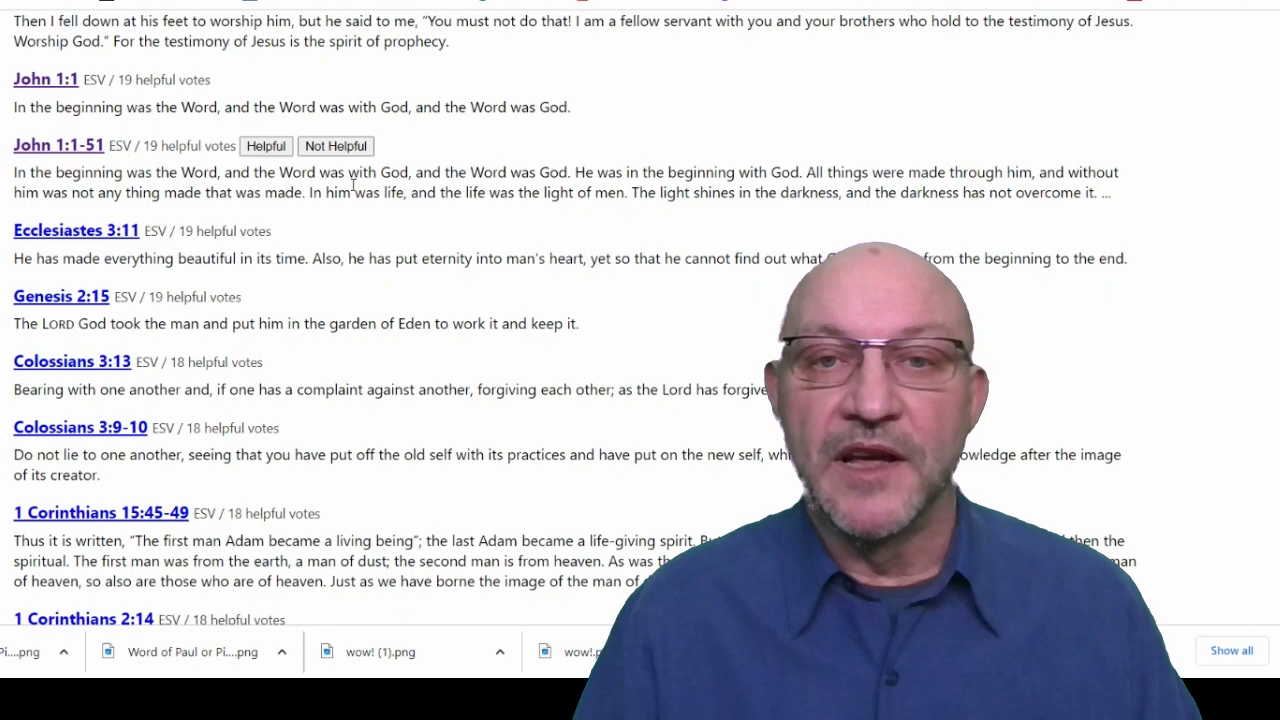 Then I fell down at his feet to worship him, but he said to me, “You must not do that! I am a fellow servant with you and your brothers who hold to the testimony of Jesus.
Worship God.” For the testimony of Jesus is the spirit of prophecy.
John 1:1 ESV / 19 helpful votes
In the beginning was the Word, and the Word was with God, and the Word was God.
John 1:1-51 ESV / 19 helpful votes Helpful Not Helpful
In the beginning was the Word, and the Word was with God, and the Word was God. He was in the beginning with God. All things were made through him, and without
him was not any thing made that was made. In him was life, and the life was the light of men. The light shines in the darkness, and the darkness has not overcome it. ...
Ecclesiastes 3:11 ESV / 19 helpful votes
He has made everything beautiful in its time. Also, he has put eternity into man's heart, yet so that he cannot find out what from the beginning to the end.
Genesis 2:15 ESV / 19 helpful votes
The LORD God took the man and put him in the garden of Eden to work it and keep it.
Colossians 3:13 ESV / 18 helpful votes
Bearing with one another and, if one has a complaint against another, forgiving each other; as the Lord has forgive
Colossians 3:9-10 ESV / 18 helpful votes
Do not lie to one another, seeing that you have put off the old self with its practices and have put on the new self, after the image
of its creator.
1 Corinthians 15:45-49 ESV / 18 helpful votes
Thus it is written, “The first man Adam became a living being”; the last Adam became a life-giving spirit. then the
spiritual. The first man was from the earth, a man of dust; the second man is from heaven. As was man
of heaven, so also are those who are of heaven. Just as we have borne the image of the man of
1 Corinthians 2:14 ESV / 18 helpful votes
Pi....png Word of Paul or Pi....png wow! (1).png wow!.p Show all